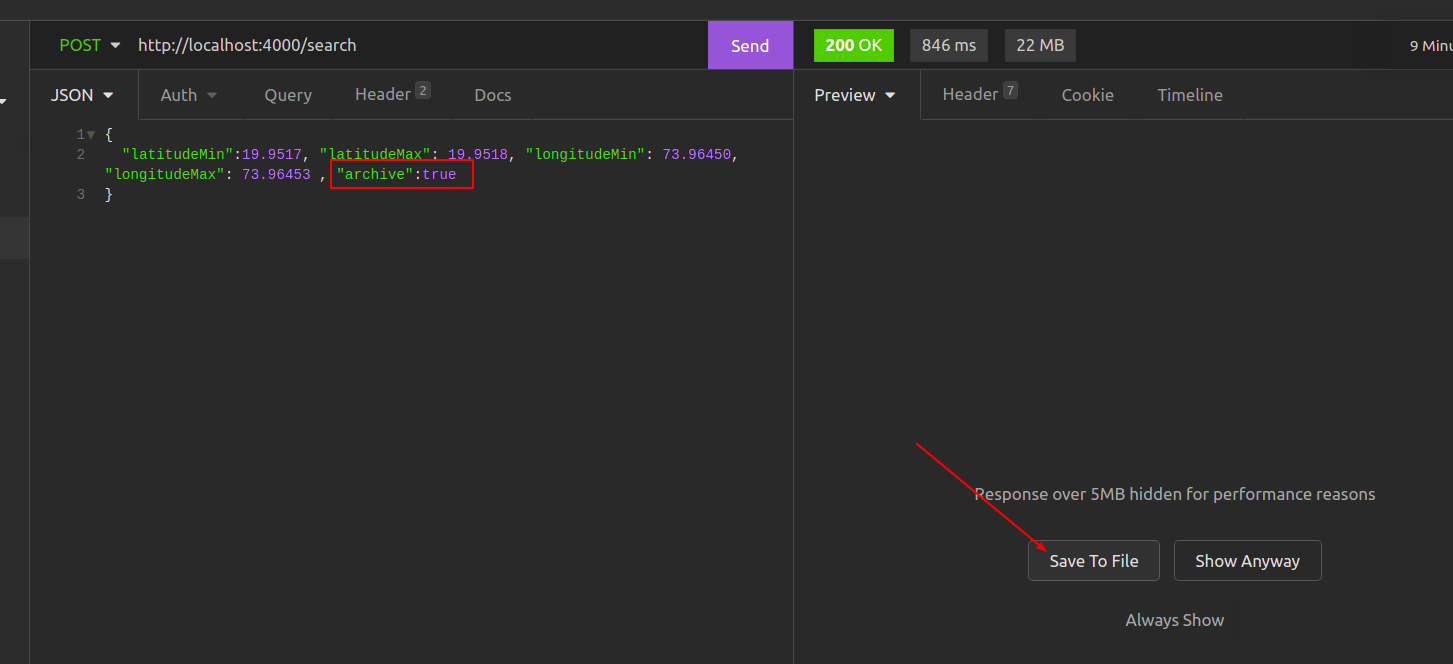 POST http://localhost:4000/search Send 200 OK 846 ms 22 MB 9 Minu
JSON Auth Query Header 2 Docs Preview Header 7 Cookie Timeline
1 {
2 "latitudeMin":19.9517, "latitudeMax": 19.9518, "longitudeMin": 73.96450,
"longitudeMax": 73.96453 , "archive":true
3 }
Response over 5MB hidden for performance reasons
Save To File Show Anyway
Always Show